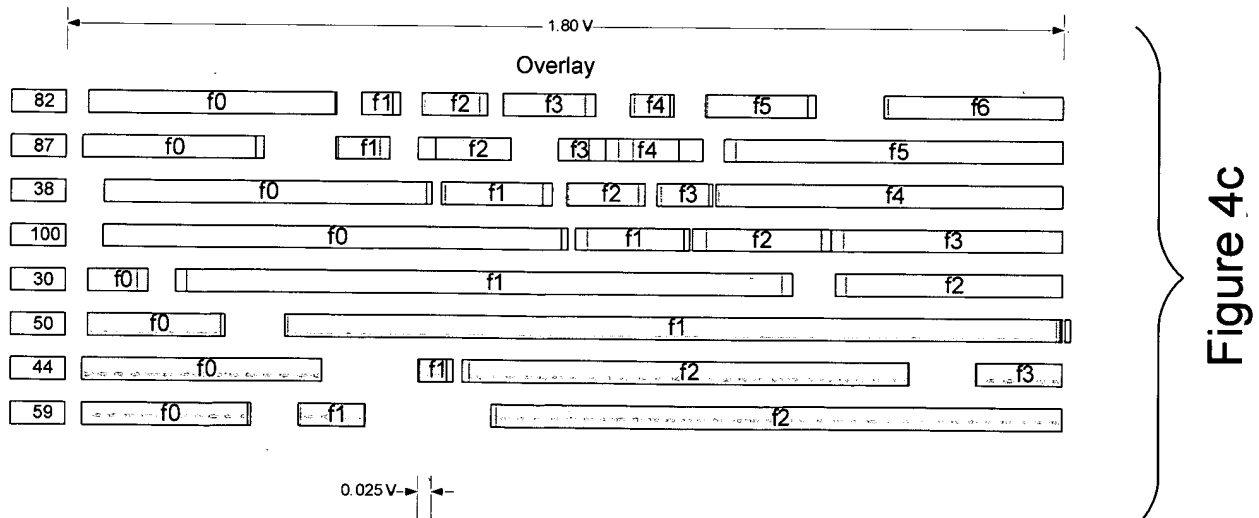 1.80 V
Overlay
82 f0 f1 f2 f3 f4 f5 f6
87 f0 f1 f2 f3 f4 f5
38 f0 f1 f2 f3 f4
100 f0 f1 f2 f3
30 f0 f1 f2
50 f0 f1
44 f0 f1 f2 f3
59 f0 f1 f2
0.025 V
Figure 4c